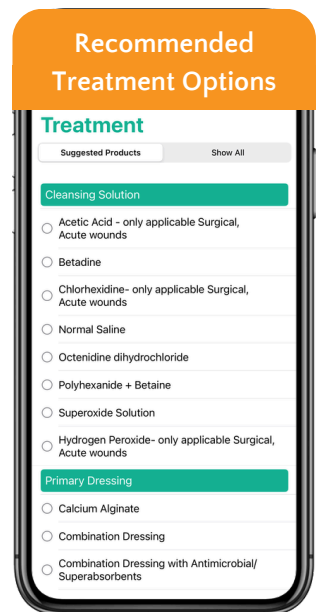 Recommended
Treatment Options
Treatment
Suggested Products
Show All
Cleansing Solution
Acetic Acid - only applicable Surgical,
Acute wounds
Betadine
Chlorhexidine- only applicable Surgical,
Acute wounds
Normal Saline
Octenidine dihydrochloride
Polyhexanide + Betaine
Superoxide Solution
Hydrogen Peroxide- only applicable Surgical,
Acute wounds
Primary Dressing
Calcium Alginate
Combination Dressing
Combination Dressing with Antimicrobial/
Superabsorbents